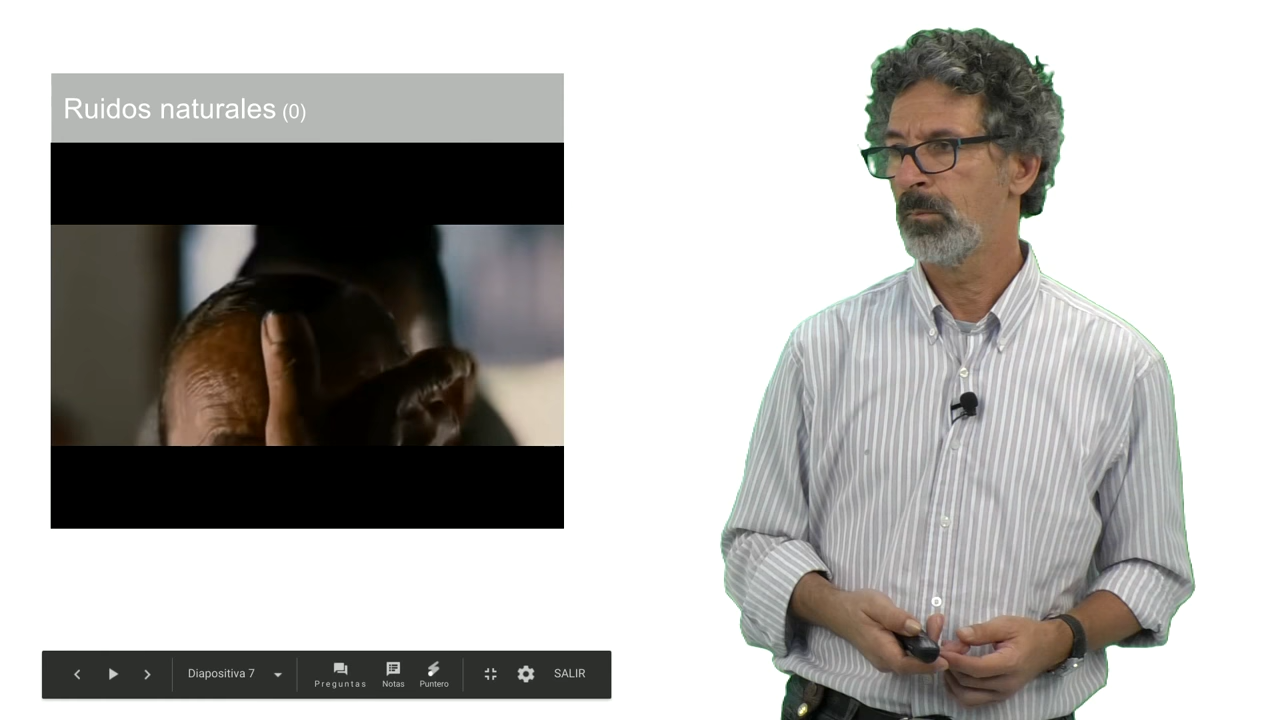 Ruidos naturales (0)
Diapositiva 7
Preguntas
Notas
Puntero
SALIR